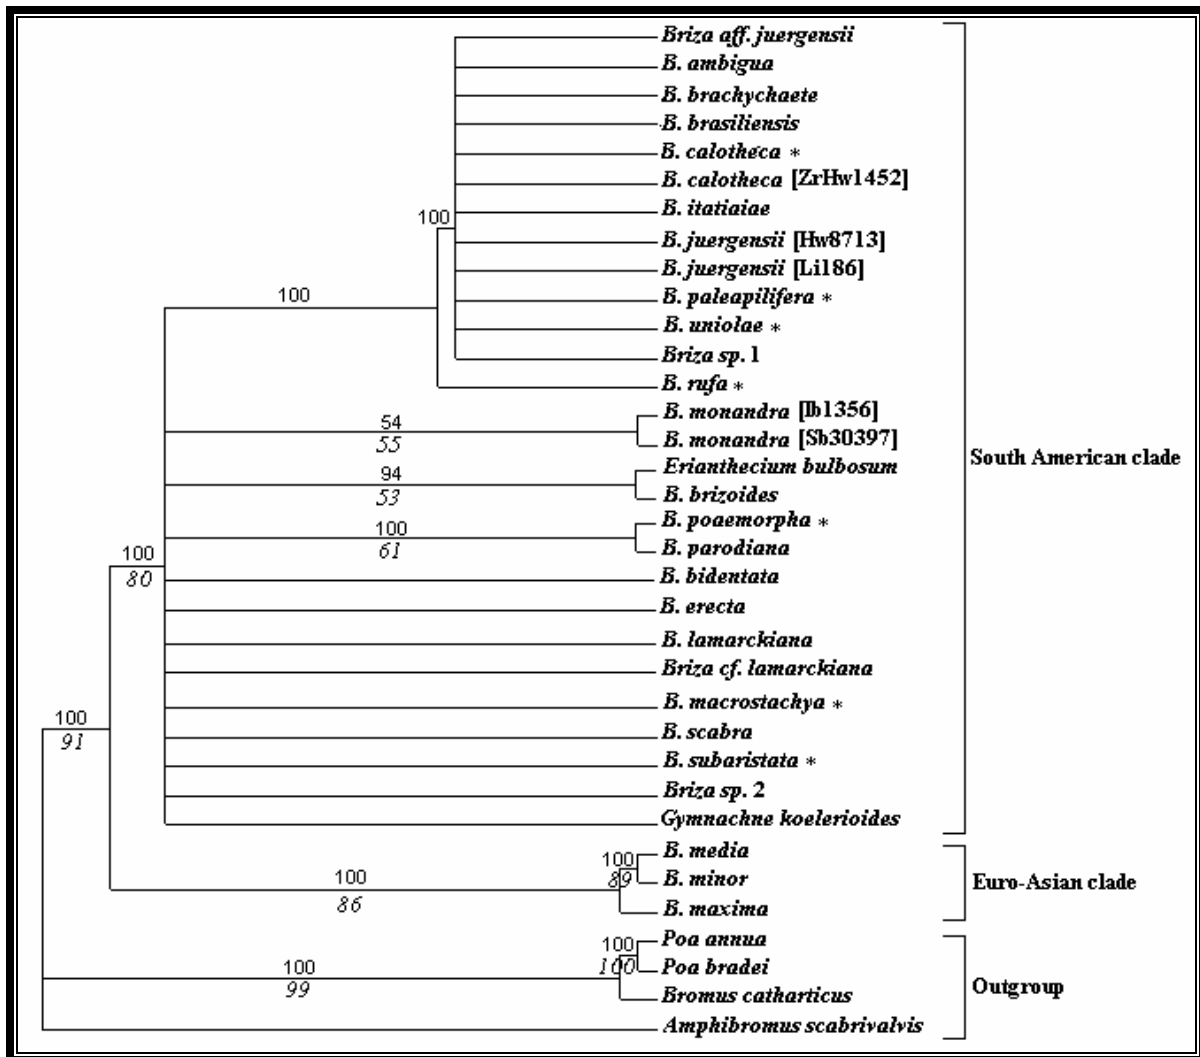 Briza aff. juergensii
B. ambigua
B. brachychaete
B. brasiliensis
B. calotheca *
B. calotheca [ZrHw1452]
B. itatiaiae
100
B. juergensii [Hw8713]
B. juergensii [Li186]
100
B. paleapilifera *
B. uniolae *
Briza sp. 1
B. rufa *
B. monandra [Ib1356]
54
55
B. monandra [Sb30397]
South American clade
Erianthecium bulbosum
94
53
B. brizoides
B. poaemorpha *
100
61
B. parodiana
100
80
B. bidentata
B. erecta
B. lamarckiana
Briza cf. lamarckiana
B. macrostachya *
100
91
B. scabra
B. subaristata *
Briza sp. 2
Gymnachne koelerioides
B. media
100
89
B. minor
Euro-Asian clade
100
86
B. maxima
Poa annua
100
100
Poa bradei
100
99
Outgroup
Bromus catharticus
Amphibromus scabrivalvis